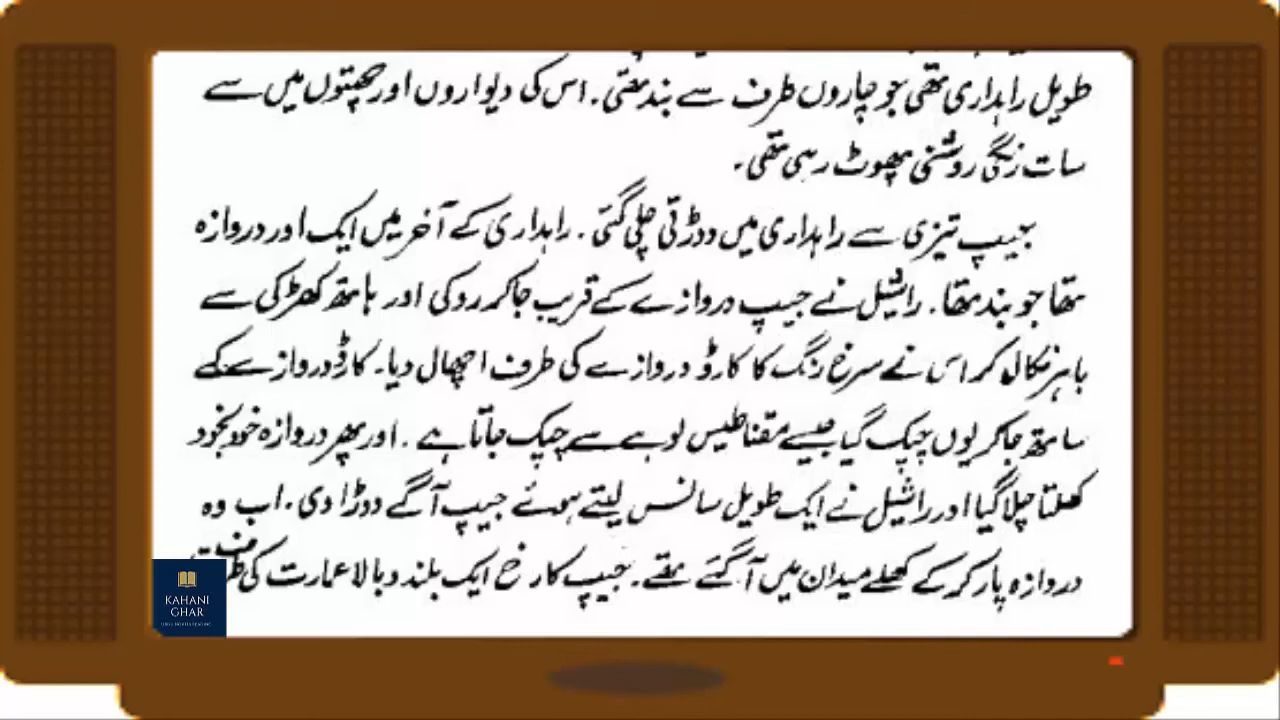 طویل راہداری تھی جو چاروں طرف سے بند تھی. اس کی دیواروں اور چھتوں میں سے
سات رنگی روشنی پھوٹ رہی تھی.
جیپ تیزی سے راہداری میں دوڑتی چلی گئی. راہداری کے آخر میں ایک اور دروازہ
تھا جو بند تھا. راشیل نے جیپ دروازے کے قریب جا کر روکی اور ہاتھ کھڑکی سے
باہر نکال کر اس نے سرخ رنگ کا کارڈ دروازے کی طرف اچھال دیا. کارڈ دروازے کے
ساتھ جا کر یوں چپک گیا جیسے مقناطیس لوہے سے چپک جاتا ہے. اور پھر دروازہ خودبخود
کھلتا چلا گیا اور راشیل نے ایک طویل سانس لیتے ہوئے جیپ آگے دوڑا دی. اب وہ
دروازہ پار کر کے کھلے میدان میں آ گئے تھے. جیپ کا رخ ایک بلند و بالا عمارت کی طرف
KAHANI
GHAR